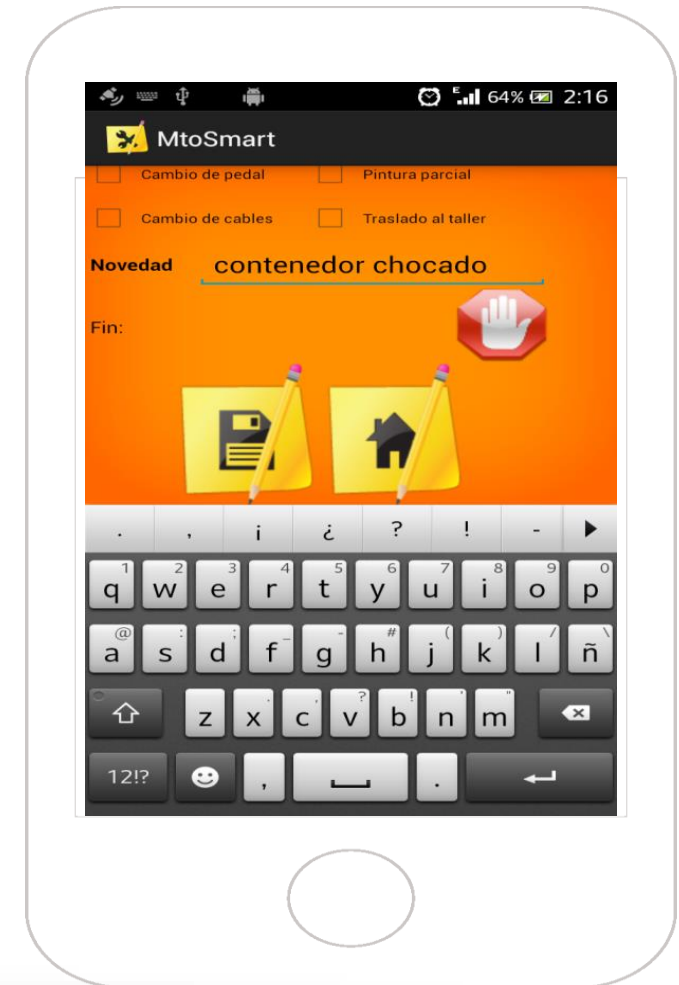 64% 2:16
MtoSmart
Cambio de pedal Pintura parcial
Cambio de cables Traslado al taller
Novedad contenedor chocado
Fin:
. , ¡ ¿ ? ! -
1 2 3 4 5 6 7 8 9 0
q w e r t y u i o p
@ : ; _ - # ( ) / \
a s d f g h j k l ñ
. , ? ! ' "
z x c v b n m
12!? , .